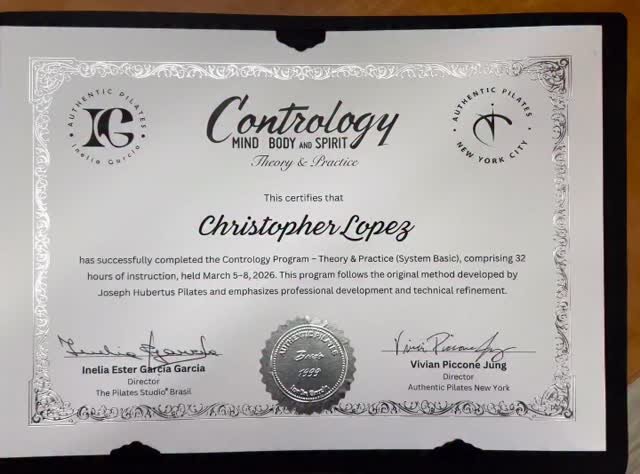 AUTHENTIC PILATES
IG
Inelia Garcia
Contrology
MIND BODY AND SPIRIT
Theory & Practice
AUTHENTIC PILATES
NEW YORK CITY
This certifies that
Christopher Lopez
has successfully completed the Contrology Program – Theory & Practice (System Basic), comprising 32
hours of instruction, held March 5–8, 2026. This program follows the original method developed by
Joseph Hubertus Pilates and emphasizes professional development and technical refinement.
Inelia Ester Garcia Garcia
Director
The Pilates Studio® Brasil
AUTHENTIC PILATES
1999
Vivian Piccone Jung
Director
Authentic Pilates New York